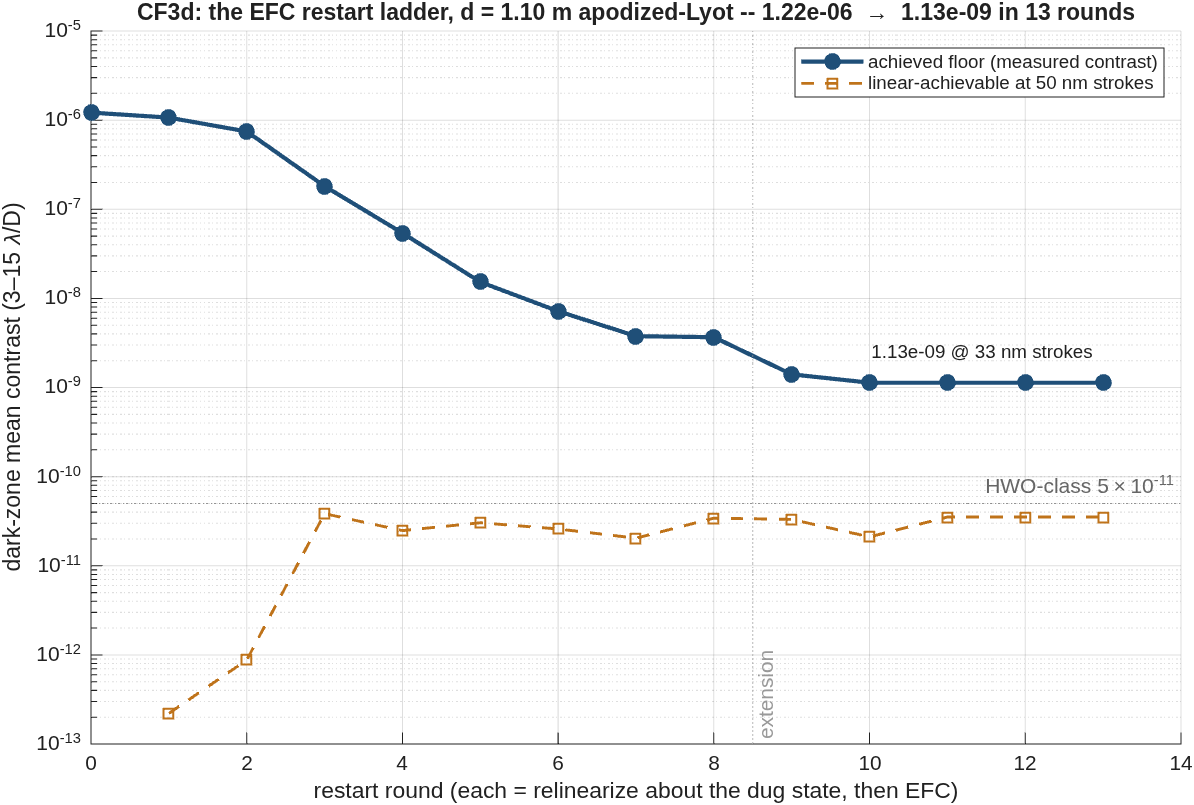 CF3d: the EFC restart ladder, d = 1.10 m apodized-Lyot -- 1.22e-06 → 1.13e-09 in 13 rounds
achieved floor (measured contrast)
linear-achievable at 50 nm strokes
dark-zone mean contrast (3–15 λ/D)
10^-5
10^-6
10^-7
10^-8
10^-9
10^-10
10^-11
10^-12
10^-13
1.13e-09 @ 33 nm strokes
HWO-class 5 × 10^-11
extension
0 2 4 6 8 10 12 14
restart round (each = relinearize about the dug state, then EFC)